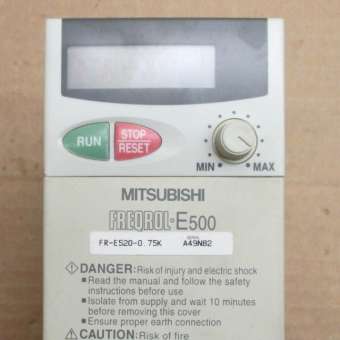 RUN
STOP
RESET
MIN MAX
MITSUBISHI
FREQROL-E500
FR-E520-0.75K SERIAL A49N82
DANGER: Risk of injury and electric shock
● Read the manual and follow the safety
instructions before use
● Isolate from supply and wait 10 minutes
before removing this cover
● Ensure proper earth connection
CAUTION: Risk of fire